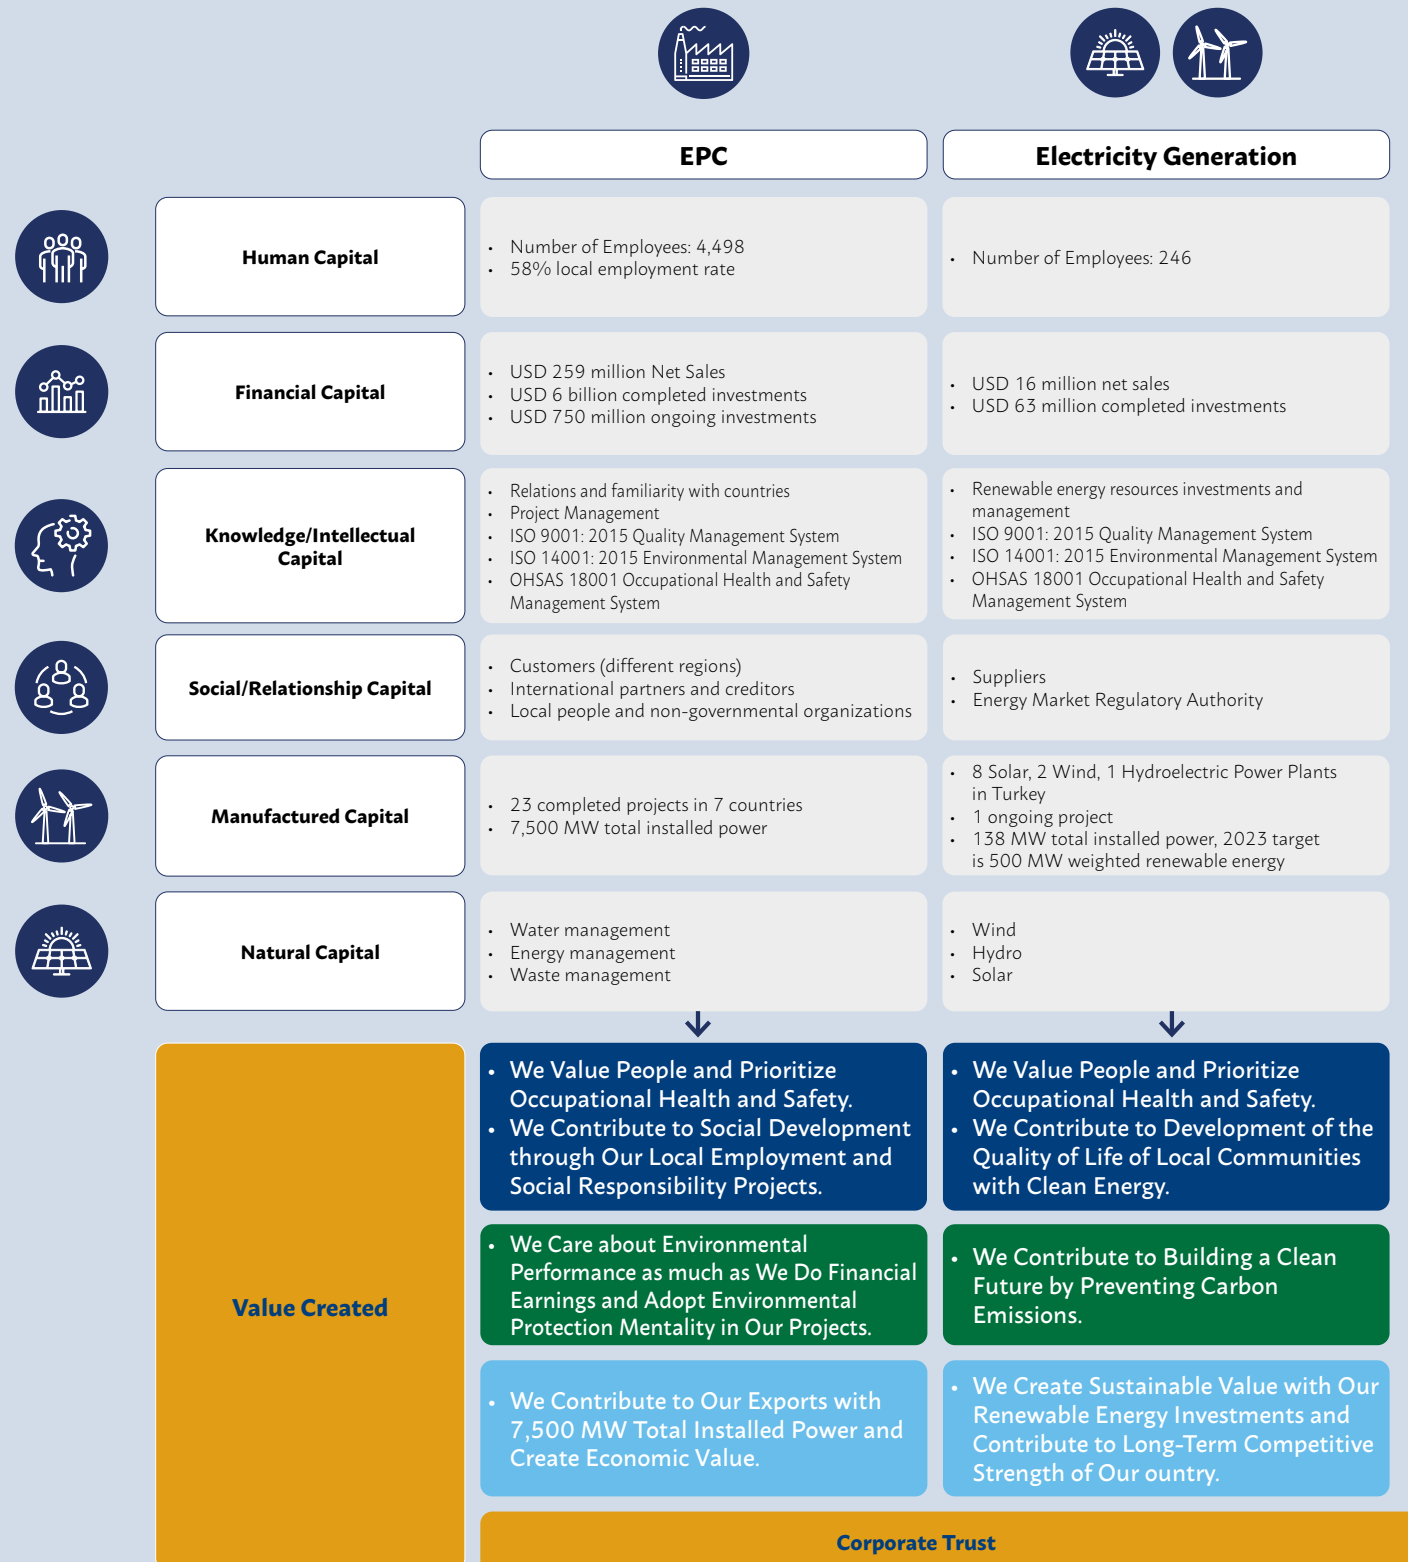 EPC
Electricity Generation
Human Capital
• Number of Employees: 4,498
• 58% local employment rate
• Number of Employees: 246
Financial Capital
• USD 259 million Net Sales
• USD 6 billion completed investments
• USD 750 million ongoing investments
• USD 16 million net sales
• USD 63 million completed investments
Knowledge/Intellectual
Capital
• Relations and familiarity with countries
• Project Management
• ISO 9001: 2015 Quality Management System
• ISO 14001: 2015 Environmental Management System
• OHSAS 18001 Occupational Health and Safety
Management System
• Renewable energy resources investments and
management
• ISO 9001: 2015 Quality Management System
• ISO 14001: 2015 Environmental Management System
• OHSAS 18001 Occupational Health and Safety
Management System
Social/Relationship Capital
• Customers (different regions)
• International partners and creditors
• Local people and non-governmental organizations
• Suppliers
• Energy Market Regulatory Authority
Manufactured Capital
• 23 completed projects in 7 countries
• 7,500 MW total installed power
• 8 Solar, 2 Wind, 1 Hydroelectric Power Plants
in Turkey
• 1 ongoing project
• 138 MW total installed power, 2023 target
is 500 MW weighted renewable energy
Natural Capital
• Water management
• Energy management
• Waste management
• Wind
• Hydro
• Solar
Value Created
• We Value People and Prioritize
Occupational Health and Safety.
• We Contribute to Social Development
through Our Local Employment and
Social Responsibility Projects.
• We Value People and Prioritize
Occupational Health and Safety.
• We Contribute to Development of the
Quality of Life of Local Communities
with Clean Energy.
• We Care about Environmental
Performance as much as We Do Financial
Earnings and Adopt Environmental
Protection Mentality in Our Projects.
• We Contribute to Building a Clean
Future by Preventing Carbon
Emissions.
• We Contribute to Our Exports with
7,500 MW Total Installed Power and
Create Economic Value.
• We Create Sustainable Value with Our
Renewable Energy Investments and
Contribute to Long-Term Competitive
Strength of Our ountry.
Corporate Trust